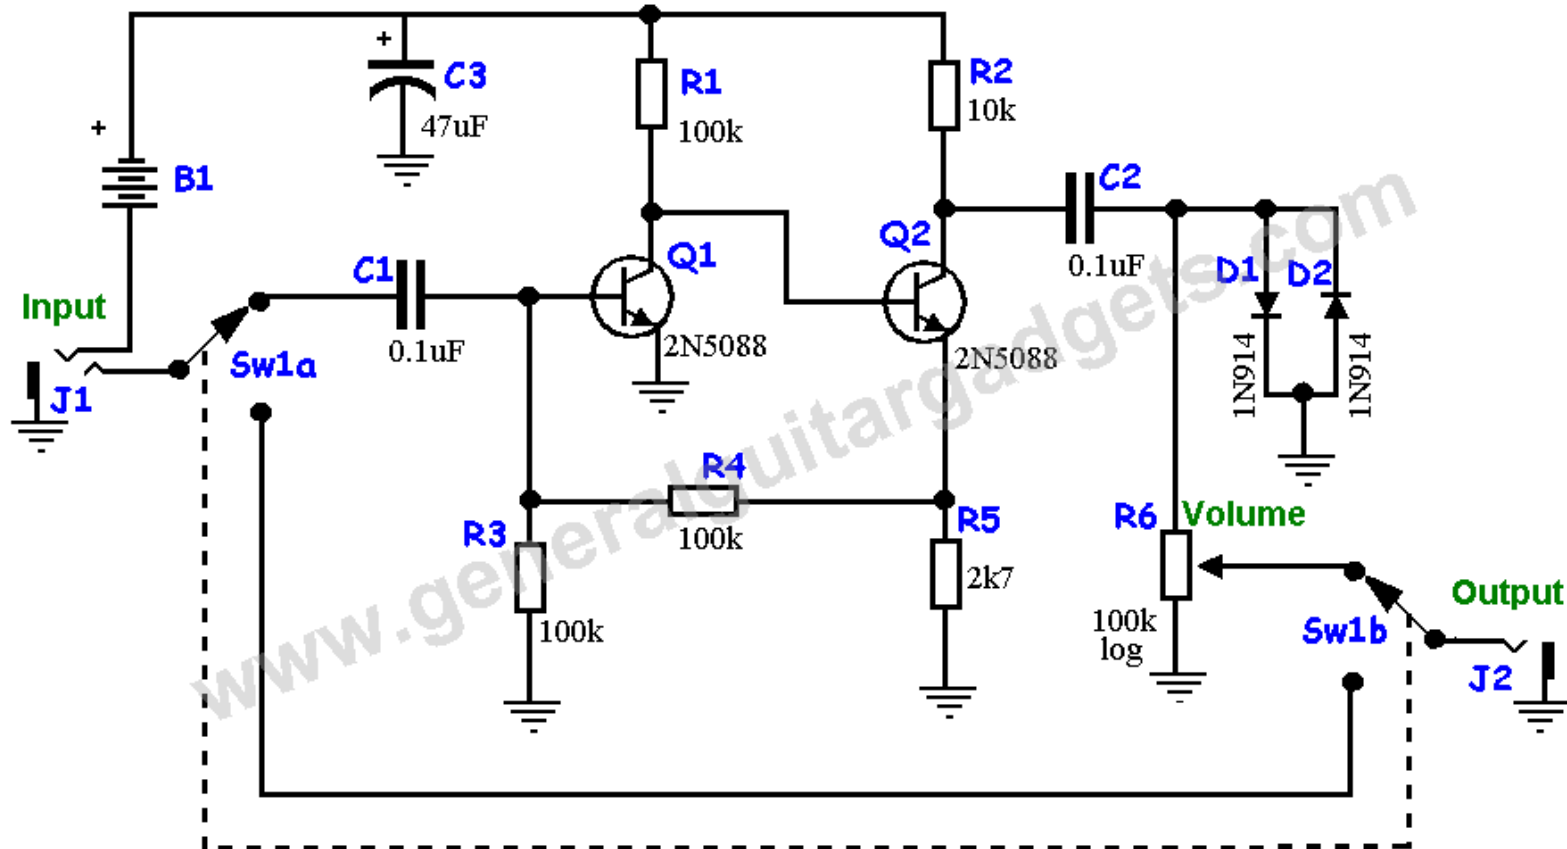 +
C3
47uF
R1
100k
R2
10k
+
B1
C2
0.1uF
Q1
2N5088
Q2
2N5088
C1
0.1uF
Input
Sw1a
J1
D1
D2
1N914
1N914
R4
100k
R3
100k
R5
2k7
R6
Volume
100k
log
Output
Sw1b
J2
www.generalguitargadgets.com